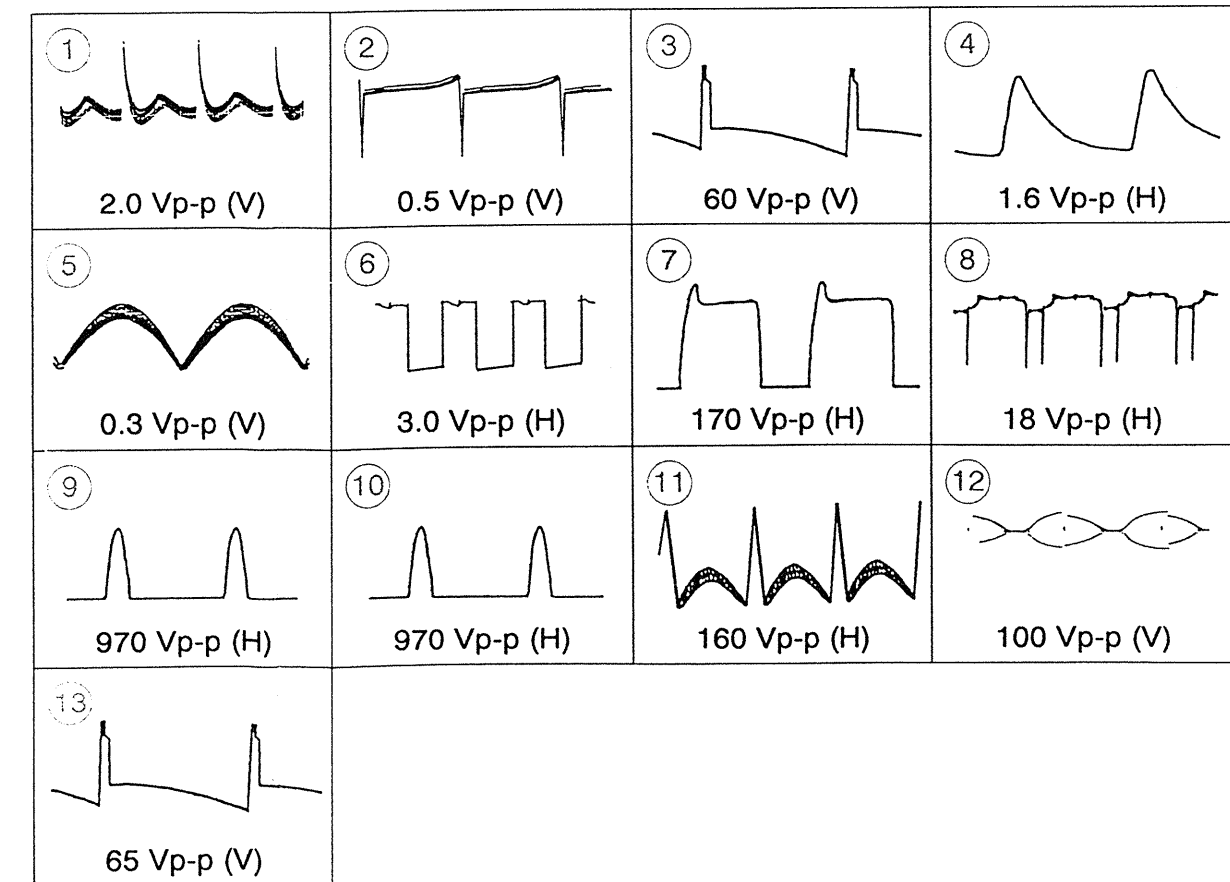 1
2.0 Vp-p (V)
2
0.5 Vp-p (V)
3
60 Vp-p (V)
4
1.6 Vp-p (H)
5
0.3 Vp-p (V)
6
3.0 Vp-p (H)
7
170 Vp-p (H)
8
18 Vp-p (H)
9
970 Vp-p (H)
10
970 Vp-p (H)
11
160 Vp-p (H)
12
100 Vp-p (V)
13
65 Vp-p (V)